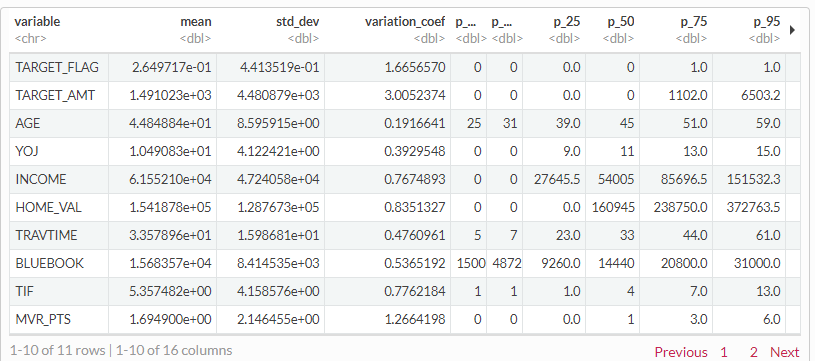 variable mean std_dev variation_coef p_... p_... p_25 p_50 p_75 p_95
<chr> <dbl> <dbl> <dbl> <dbl> <dbl> <dbl> <dbl> <dbl> <dbl>
TARGET_FLAG 2.649717e-01 4.413519e-01 1.6656570 0 0 0.0 0 1.0 1.0
TARGET_AMT 1.491023e+03 4.480879e+03 3.0052374 0 0 0.0 0 1102.0 6503.2
AGE 4.484884e+01 8.595915e+00 0.1916641 25 31 39.0 45 51.0 59.0
YOJ 1.049083e+01 4.122421e+00 0.3929548 0 0 9.0 11 13.0 15.0
INCOME 6.155210e+04 4.724058e+04 0.7674893 0 0 27645.5 54005 85696.5 151532.3
HOME_VAL 1.541878e+05 1.287673e+05 0.8351327 0 0 0.0 160945 238750.0 372763.5
TRAVTIME 3.357896e+01 1.598681e+01 0.4760961 5 7 23.0 33 44.0 61.0
BLUEBOOK 1.568357e+04 8.414535e+03 0.5365192 1500 4872 9260.0 14440 20800.0 31000.0
TIF 5.357482e+00 4.158576e+00 0.7762184 1 1 1.0 4 7.0 13.0
MVR_PTS 1.694900e+00 2.146455e+00 1.2664198 0 0 0.0 1 3.0 6.0
1-10 of 11 rows | 1-10 of 16 columns Previous 1 2 Next